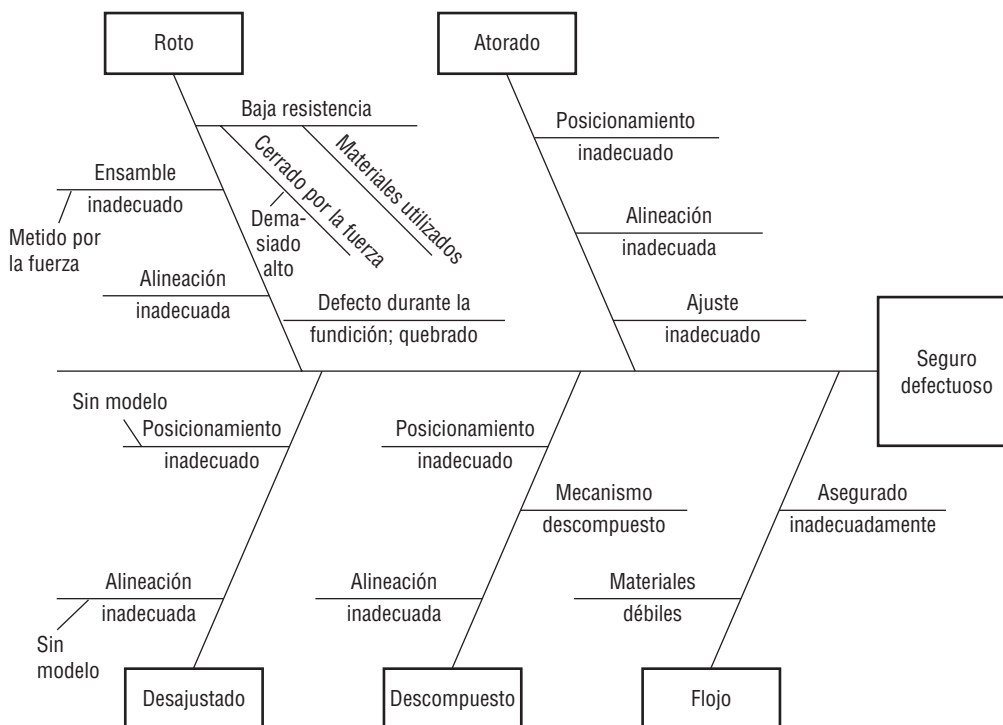 Roto
Atorado
Baja resistencia
Cerrado por la fuerza
Materiales utilizados
Dema-
siado
alto
Ensamble
inadecuado
Metido por
la fuerza
Alineación
inadecuada
Defecto durante la
fundición; quebrado
Posicionamiento
inadecuado
Alineación
inadecuada
Ajuste
inadecuado
Seguro
defectuoso
Sin modelo
Posicionamiento
inadecuado
Alineación
inadecuada
Sin
modelo
Desajustado
Posicionamiento
inadecuado
Mecanismo
descompuesto
Alineación
inadecuada
Descompuesto
Asegurado
inadecuadamente
Materiales
débiles
Flojo